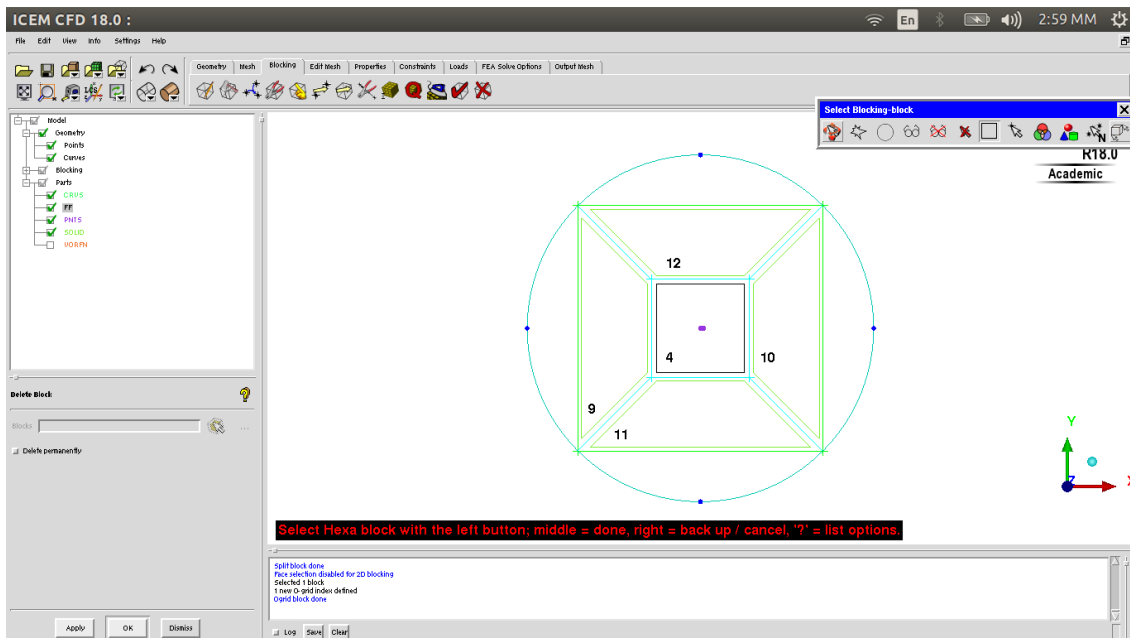 ICEM CFD 18.0 :
En
2:59 MM
File Edit View Info Settings Help
Geometry Mesh Blocking Edit Mesh Properties Constraints Loads FEA Solve Options Output Mesh
LCS
Select Blocking-block
N
R18.0
Academic
Model
Geometry
Points
Curves
Blocking
Parts
CRVS
FF
PNTS
SOLID
VORFN
12
4
10
9
11
Delete Block
Blocks
...
Delete permanently
Y
Z
X
Select Hexa block with the left button; middle = done, right = back up / cancel, '?' = list options.
Split block done
Face selection disabled for 2D blocking
Selected 1 block
1 new O-grid index defined
Ogrid block done
Apply OK Dismiss
Log Save Clear